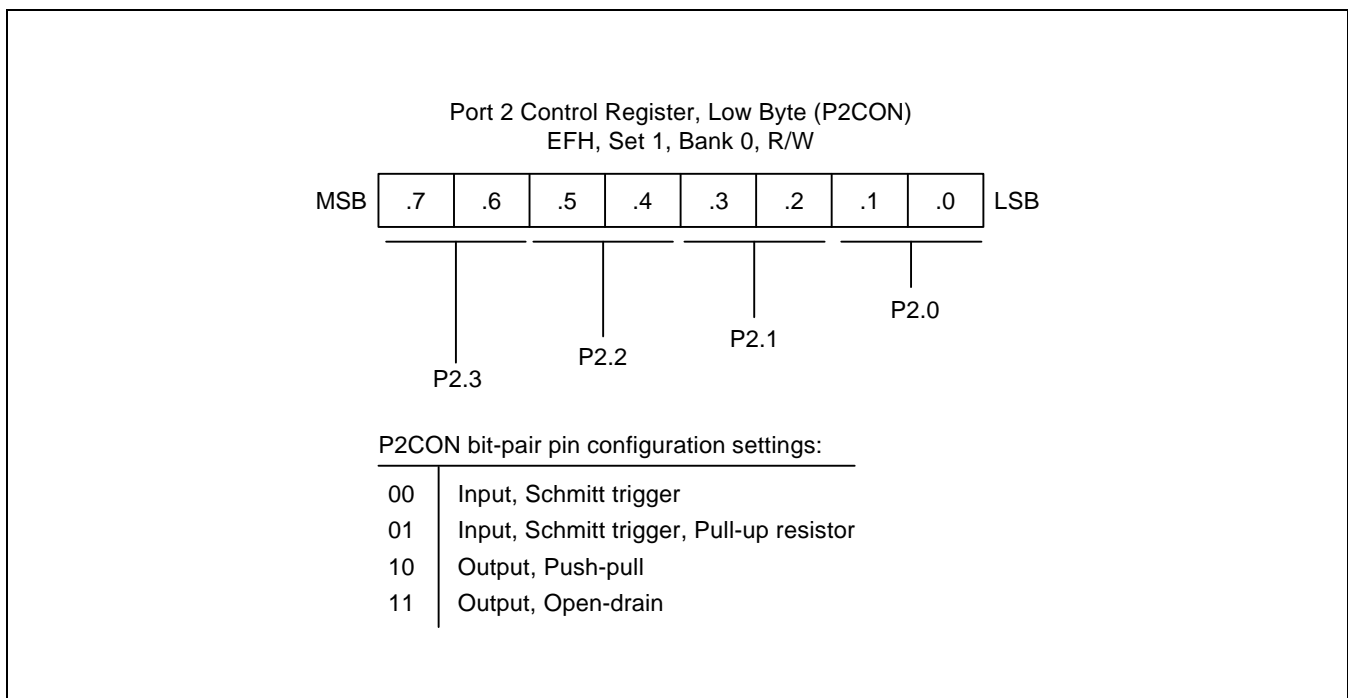 Port 2 Control Register, Low Byte (P2CON)
EFH, Set 1, Bank 0, R/W
MSB .7 .6 .5 .4 .3 .2 .1 .0 LSB
P2.0
P2.1
P2.2
P2.3
P2CON bit-pair pin configuration settings:
00 Input, Schmitt trigger
01 Input, Schmitt trigger, Pull-up resistor
10 Output, Push-pull
11 Output, Open-drain